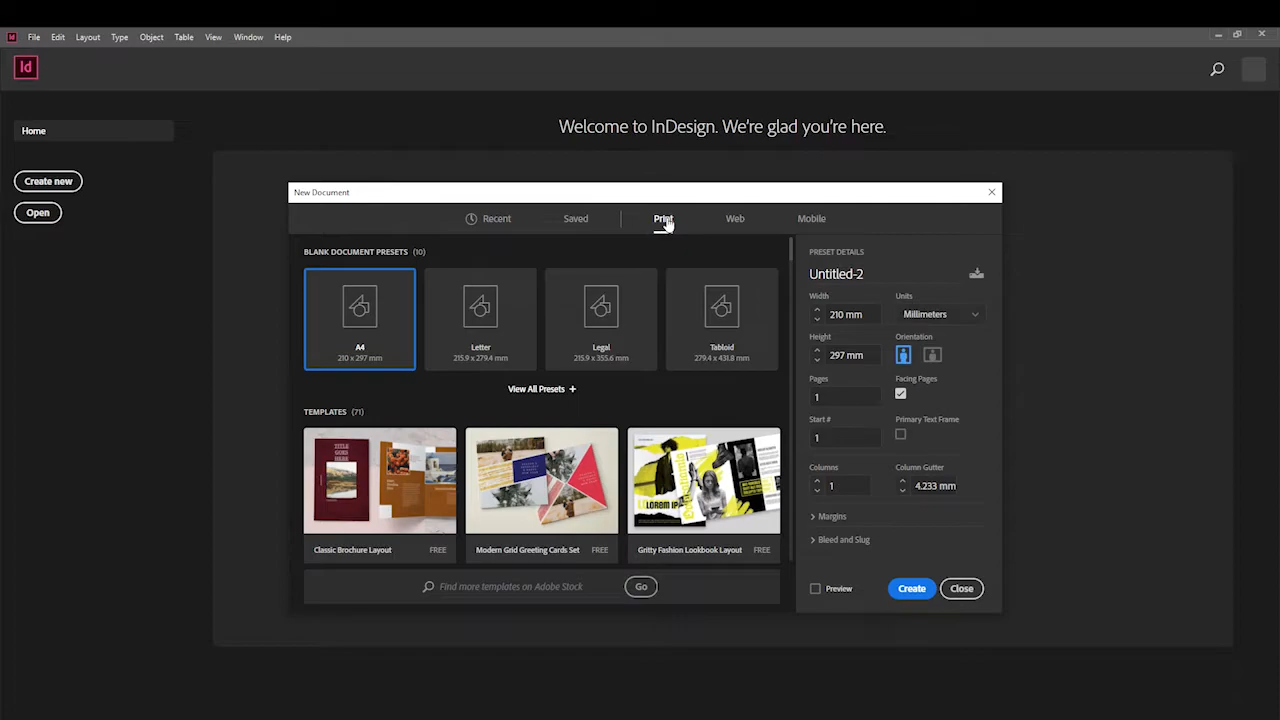 Id File Edit Layout Type Object Table View Window Help
Id
Home
Create new
Open
Welcome to InDesign. We're glad you're here.
New Document
Recent Saved Print Web Mobile
BLANK DOCUMENT PRESETS (10)
A4
210 x 297 mm
Letter
215.9 x 279.4 mm
Legal
215.9 x 355.6 mm
Tabloid
279.4 x 431.8 mm
View All Presets +
TEMPLATES (71)
TITLE
GOES
HERE
LOREM IP
Classic Brochure Layout FREE
Modern Grid Greeting Cards Set FREE
Gritty Fashion Lookbook Layout FREE
Find more templates on Adobe Stock Go
PRESET DETAILS
Untitled-2
Width
210 mm
Units
Millimeters
Height
297 mm
Orientation
Pages
1
Facing Pages
Start #
1
Primary Text Frame
Columns
1
Column Gutter
4.233 mm
Margins
Bleed and Slug
Preview Create Close